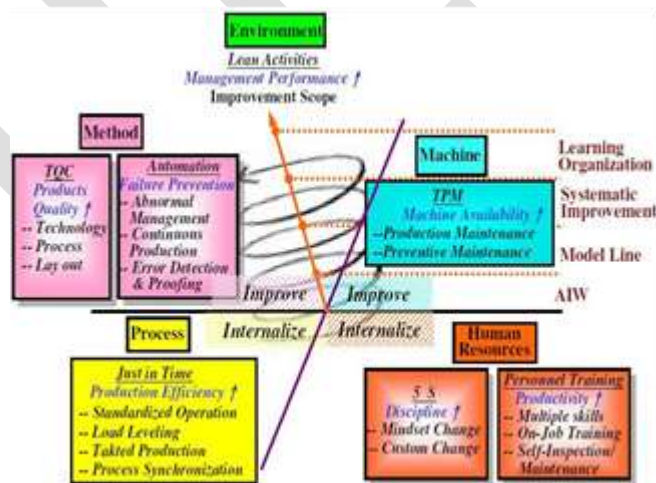 Environment
Lean Activities
Management Performance ↑
Improvement Scope
Method
TQC
Products
Quality ↑
-- Technology
-- Process
-- Lay out
Automation
Failure Prevention
-- Abnormal
Management
-- Continuous
Production
-- Error Detection
& Proofing
Machine
TPM
Machine Availability ↑
--Production Maintenance
--Preventive Maintenance
Learning
Organization
Systematic
Improvement
Model Line
AIW
Improve
Improve
Internalize
Internalize
Process
Just in Time
Production Efficiency ↑
-- Standardized Operation
-- Load Leveling
-- Takted Production
-- Process Synchronization
Human
Resources
5 S
Discipline ↑
-- Mindset Change
-- Custom Change
Personnel Training
Productivity ↑
-- Multiple skills
-- On-Job Training
-- Self-Inspection/
Maintenance